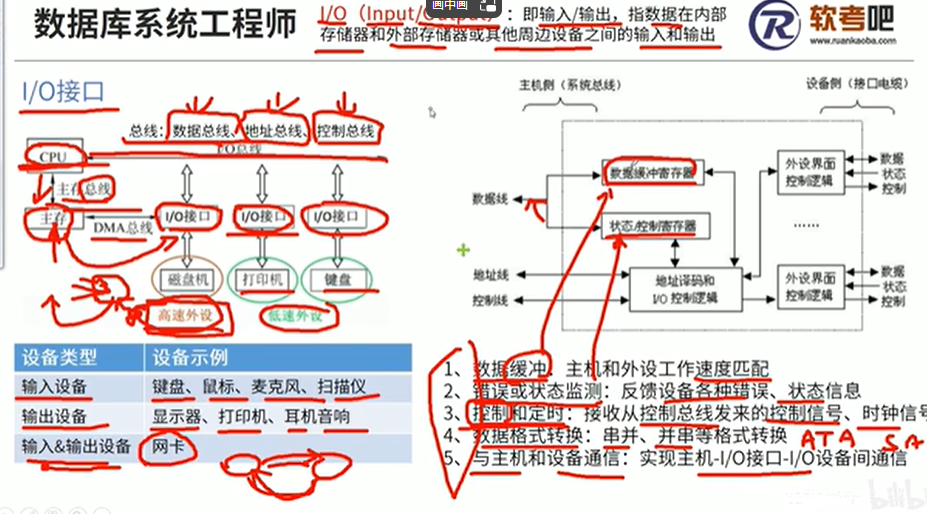 画中画
数据库系统工程师
I/O（Input/Output）：即输入/输出，指数据在内部
存储器和外部存储器或其他周边设备之间的输入和输出
R
软考吧
www.ruankaoba.com
I/O接口
总线：数据总线、地址总线、控制总线
I/O总线
CPU
主存总线
主存
DMA总线
I/O接口
I/O接口
I/O接口
磁盘机
打印机
键盘
高速外设
低速外设
主机侧（系统总线）
设备侧（接口电缆）
数据线
数据缓冲寄存器
状态/控制寄存器
地址线
控制线
地址译码和
I/O 控制逻辑
外设界面
控制逻辑
数据
状态
控制
……
外设界面
控制逻辑
数据
状态
控制
设备类型 设备示例
输入设备 键盘、鼠标、麦克风、扫描仪
输出设备 显示器、打印机、耳机音响
输入&输出设备 网卡
1、数据缓冲：主机和外设工作速度匹配
2、错误或状态监测：反馈设备各种错误、状态信息
3、控制和定时：接收从控制总线发来的控制信号、时钟信号
4、数据格式转换：串并、并串等格式转换
ATA SA
5、与主机和设备通信：实现主机-I/O接口-I/O设备间通信
bilibili